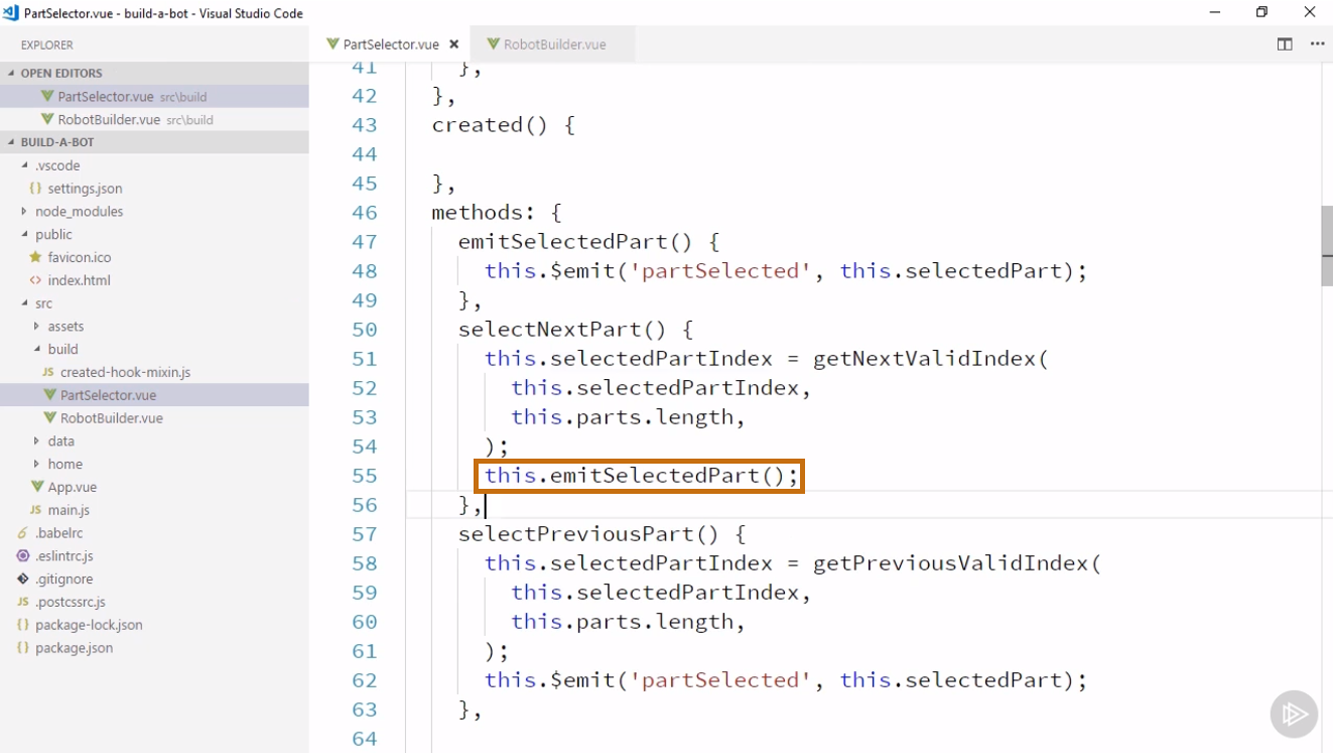 PartSelector.vue - build-a-bot - Visual Studio Code
EXPLORER
OPEN EDITORS
PartSelector.vue src\build
RobotBuilder.vue src\build
BUILD-A-BOT
.vscode
{} settings.json
node_modules
public
favicon.ico
<> index.html
src
assets
build
JS created-hook-mixin.js
PartSelector.vue
RobotBuilder.vue
data
home
App.vue
JS main.js
.babelrc
.eslintrc.js
.gitignore
JS .postcssrc.js
{} package-lock.json
{} package.json
PartSelector.vue
RobotBuilder.vue
41 },
42 },
43 created() {
44
45 },
46 methods: {
47 emitSelectedPart() {
48 this.$emit('partSelected', this.selectedPart);
49 },
50 selectNextPart() {
51 this.selectedPartIndex = getNextValidIndex(
52 this.selectedPartIndex,
53 this.parts.length,
54 );
55 this.emitSelectedPart();
56 },
57 selectPreviousPart() {
58 this.selectedPartIndex = getPreviousValidIndex(
59 this.selectedPartIndex,
60 this.parts.length,
61 );
62 this.$emit('partSelected', this.selectedPart);
63 },
64